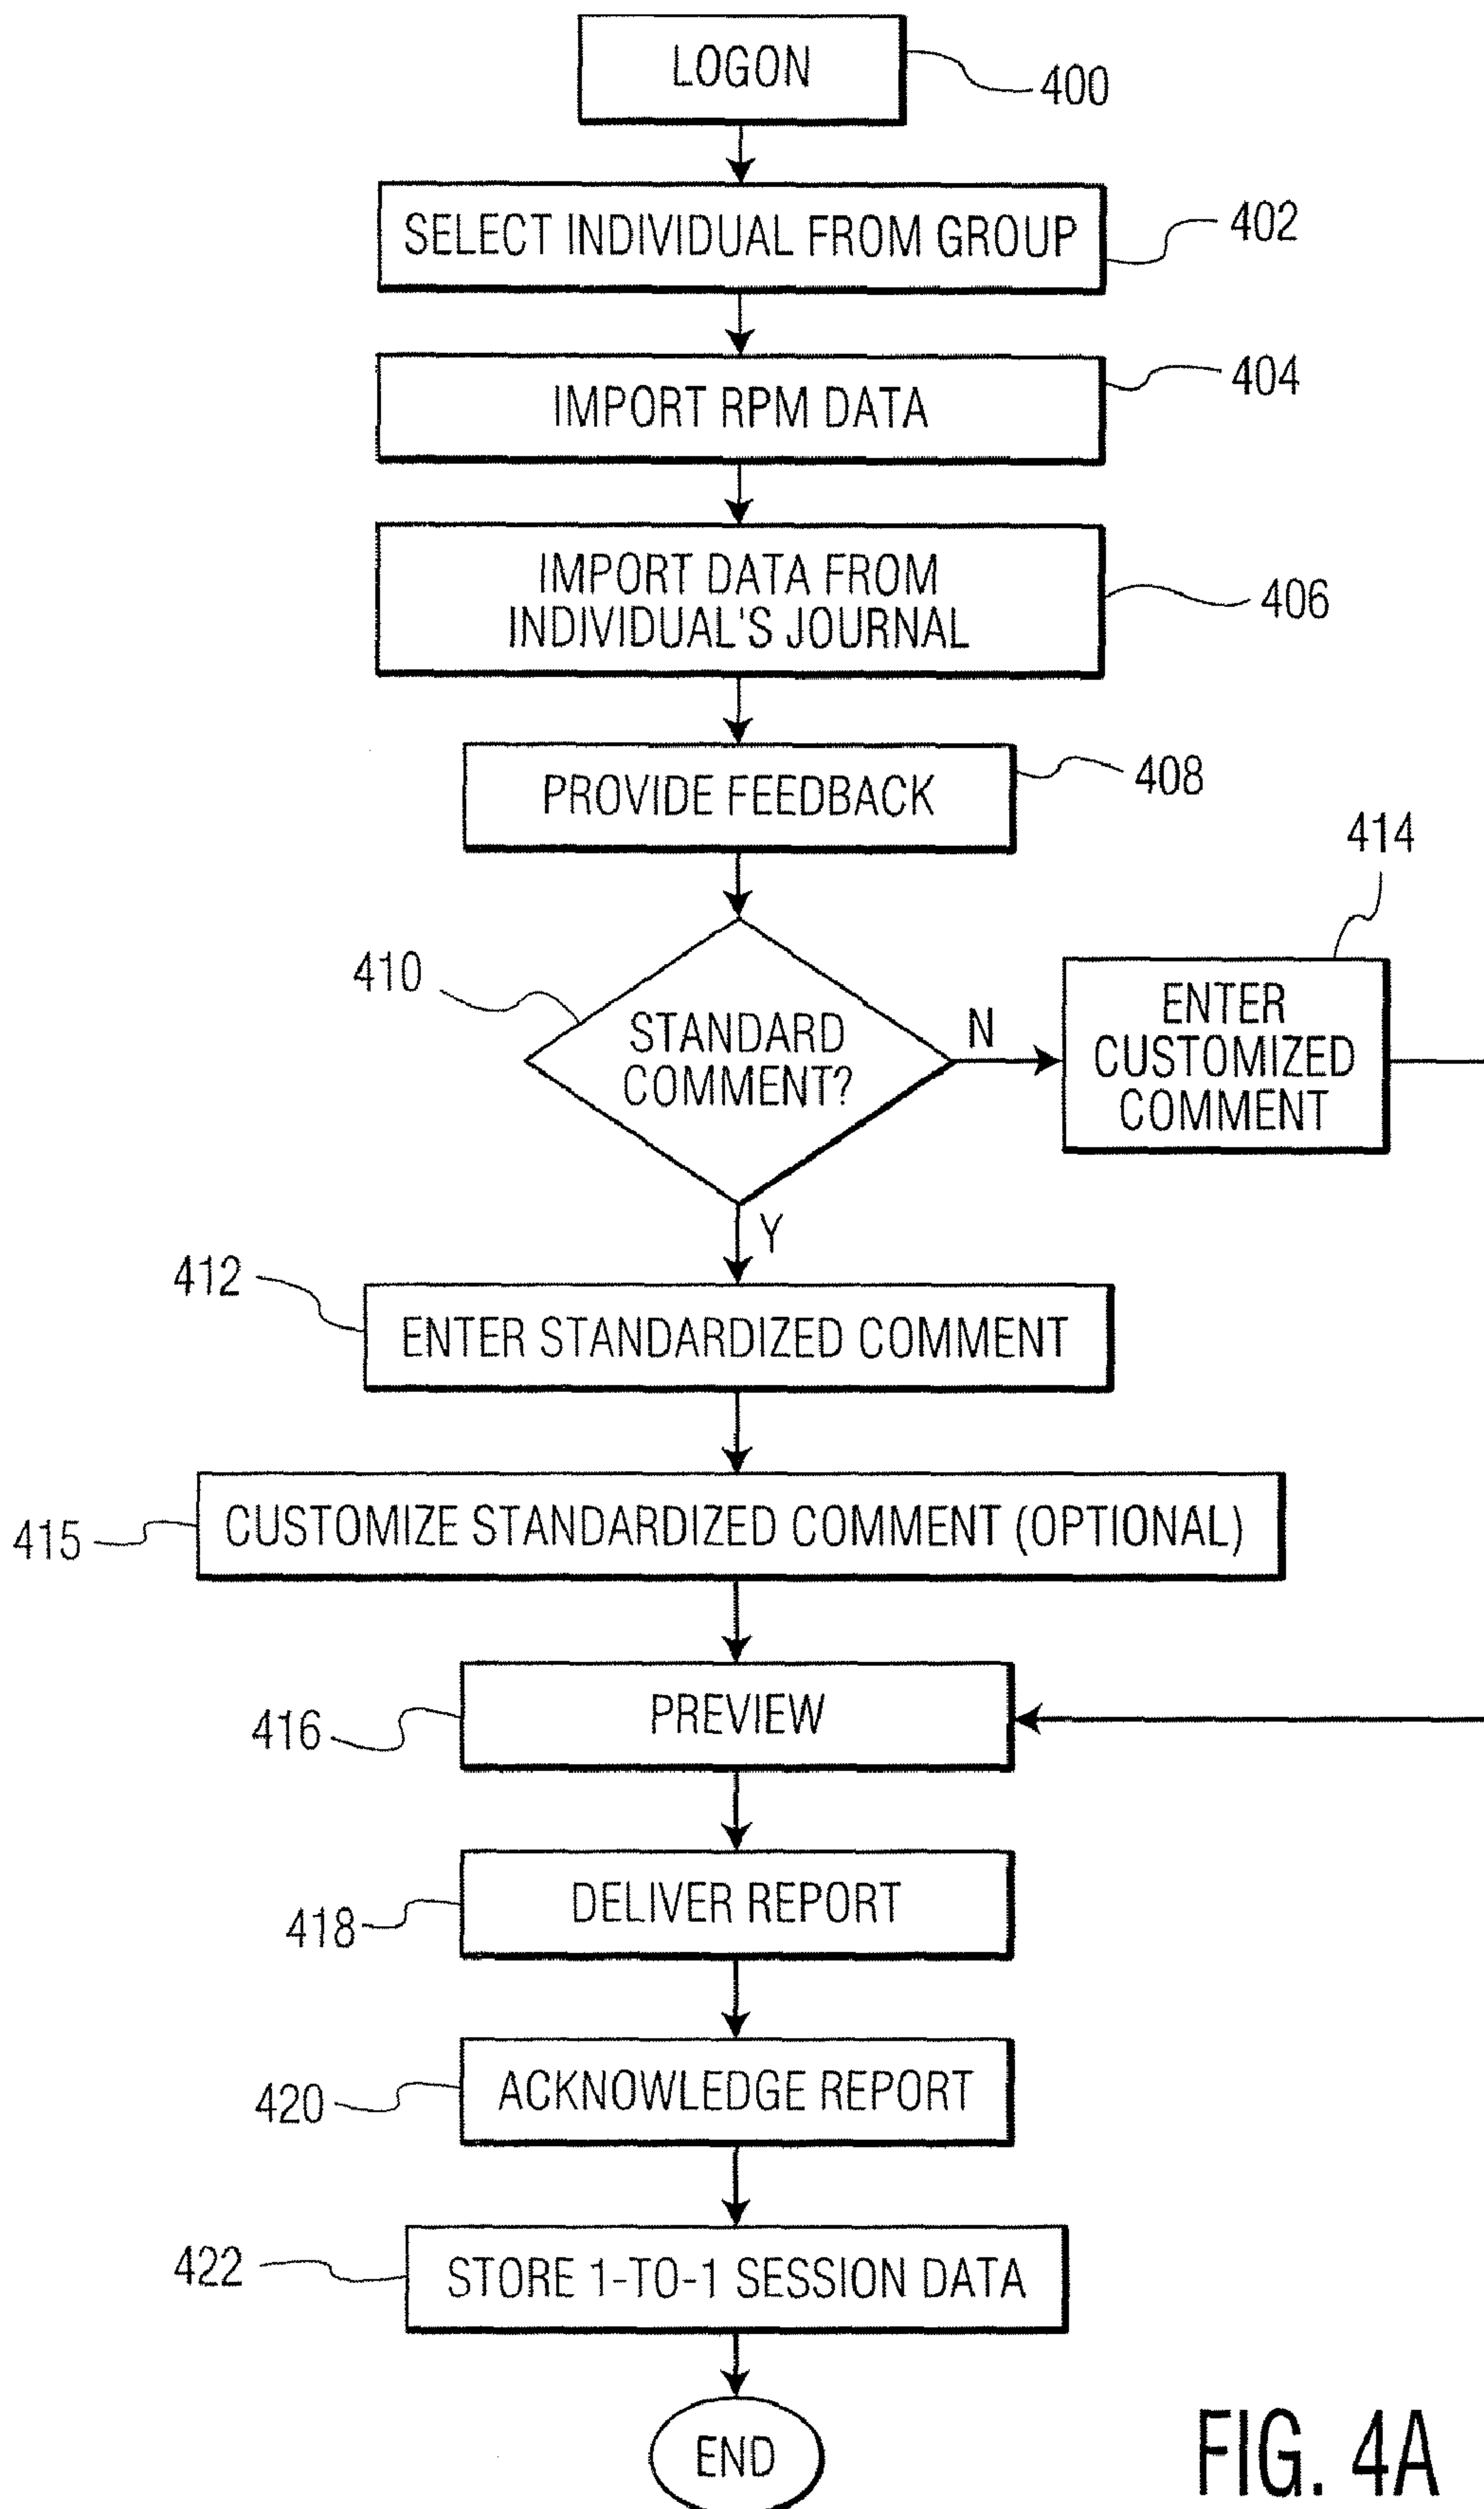 LOGON
400
SELECT INDIVIDUAL FROM GROUP
402
IMPORT RPM DATA
404
IMPORT DATA FROM
INDIVIDUAL'S JOURNAL
406
PROVIDE FEEDBACK
408
414
410
STANDARD
COMMENT?
N
ENTER
CUSTOMIZED
COMMENT
Y
412
ENTER STANDARDIZED COMMENT
415
CUSTOMIZE STANDARDIZED COMMENT (OPTIONAL)
416
PREVIEW
418
DELIVER REPORT
420
ACKNOWLEDGE REPORT
422
STORE 1-TO-1 SESSION DATA
END
FIG. 4A